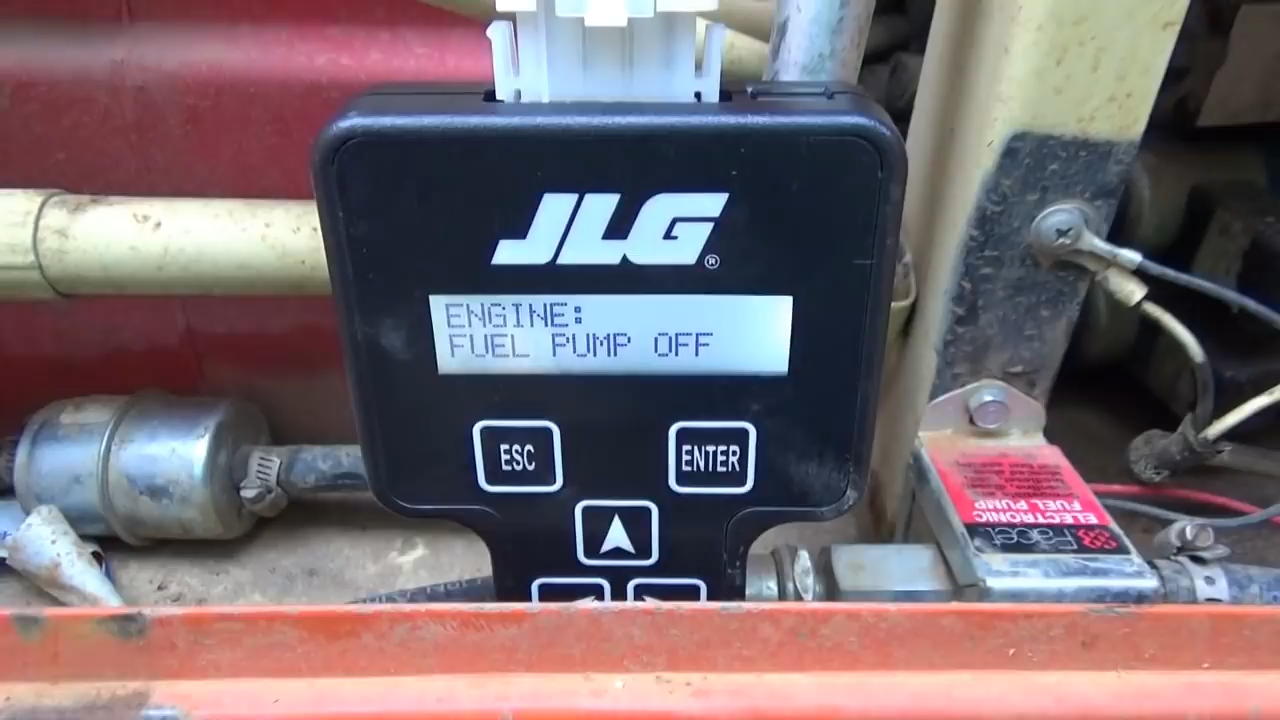 JLG®
ENGINE:
FUEL PUMP OFF
ESC
ENTER
Facet
ELECTRONIC
FUEL PUMP